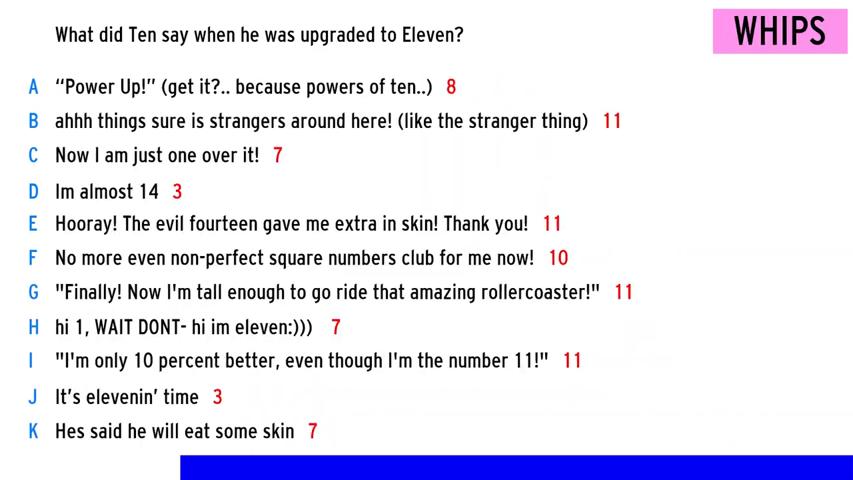 What did Ten say when he was upgraded to Eleven?
WHIPS
A “Power Up!” (get it?.. because powers of ten..) 8
B ahhh things sure is strangers around here! (like the stranger thing) 11
C Now I am just one over it! 7
D Im almost 14 3
E Hooray! The evil fourteen gave me extra in skin! Thank you! 11
F No more even non-perfect square numbers club for me now! 10
G "Finally! Now I'm tall enough to go ride that amazing rollercoaster!" 11
H hi 1, WAIT DONT- hi im eleven:))) 7
I "I'm only 10 percent better, even though I'm the number 11!" 11
J It’s elevenin’ time 3
K Hes said he will eat some skin 7